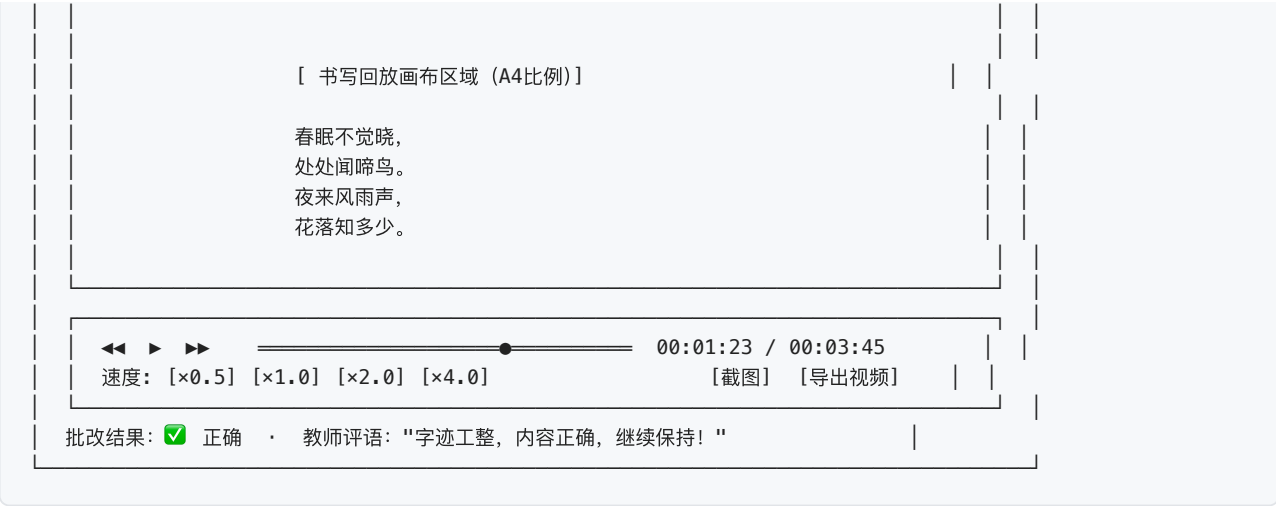 [ 书写回放画布区域（A4比例）]
春眠不觉晓，
处处闻啼鸟。
夜来风雨声，
花落知多少。
◀◀ ▶ ▶▶ ════════════════════●══════════ 00:01:23 / 00:03:45
速度: [×0.5] [×1.0] [×2.0] [×4.0] [截图] [导出视频]
批改结果: ✅ 正确 · 教师评语: "字迹工整，内容正确，继续保持！"